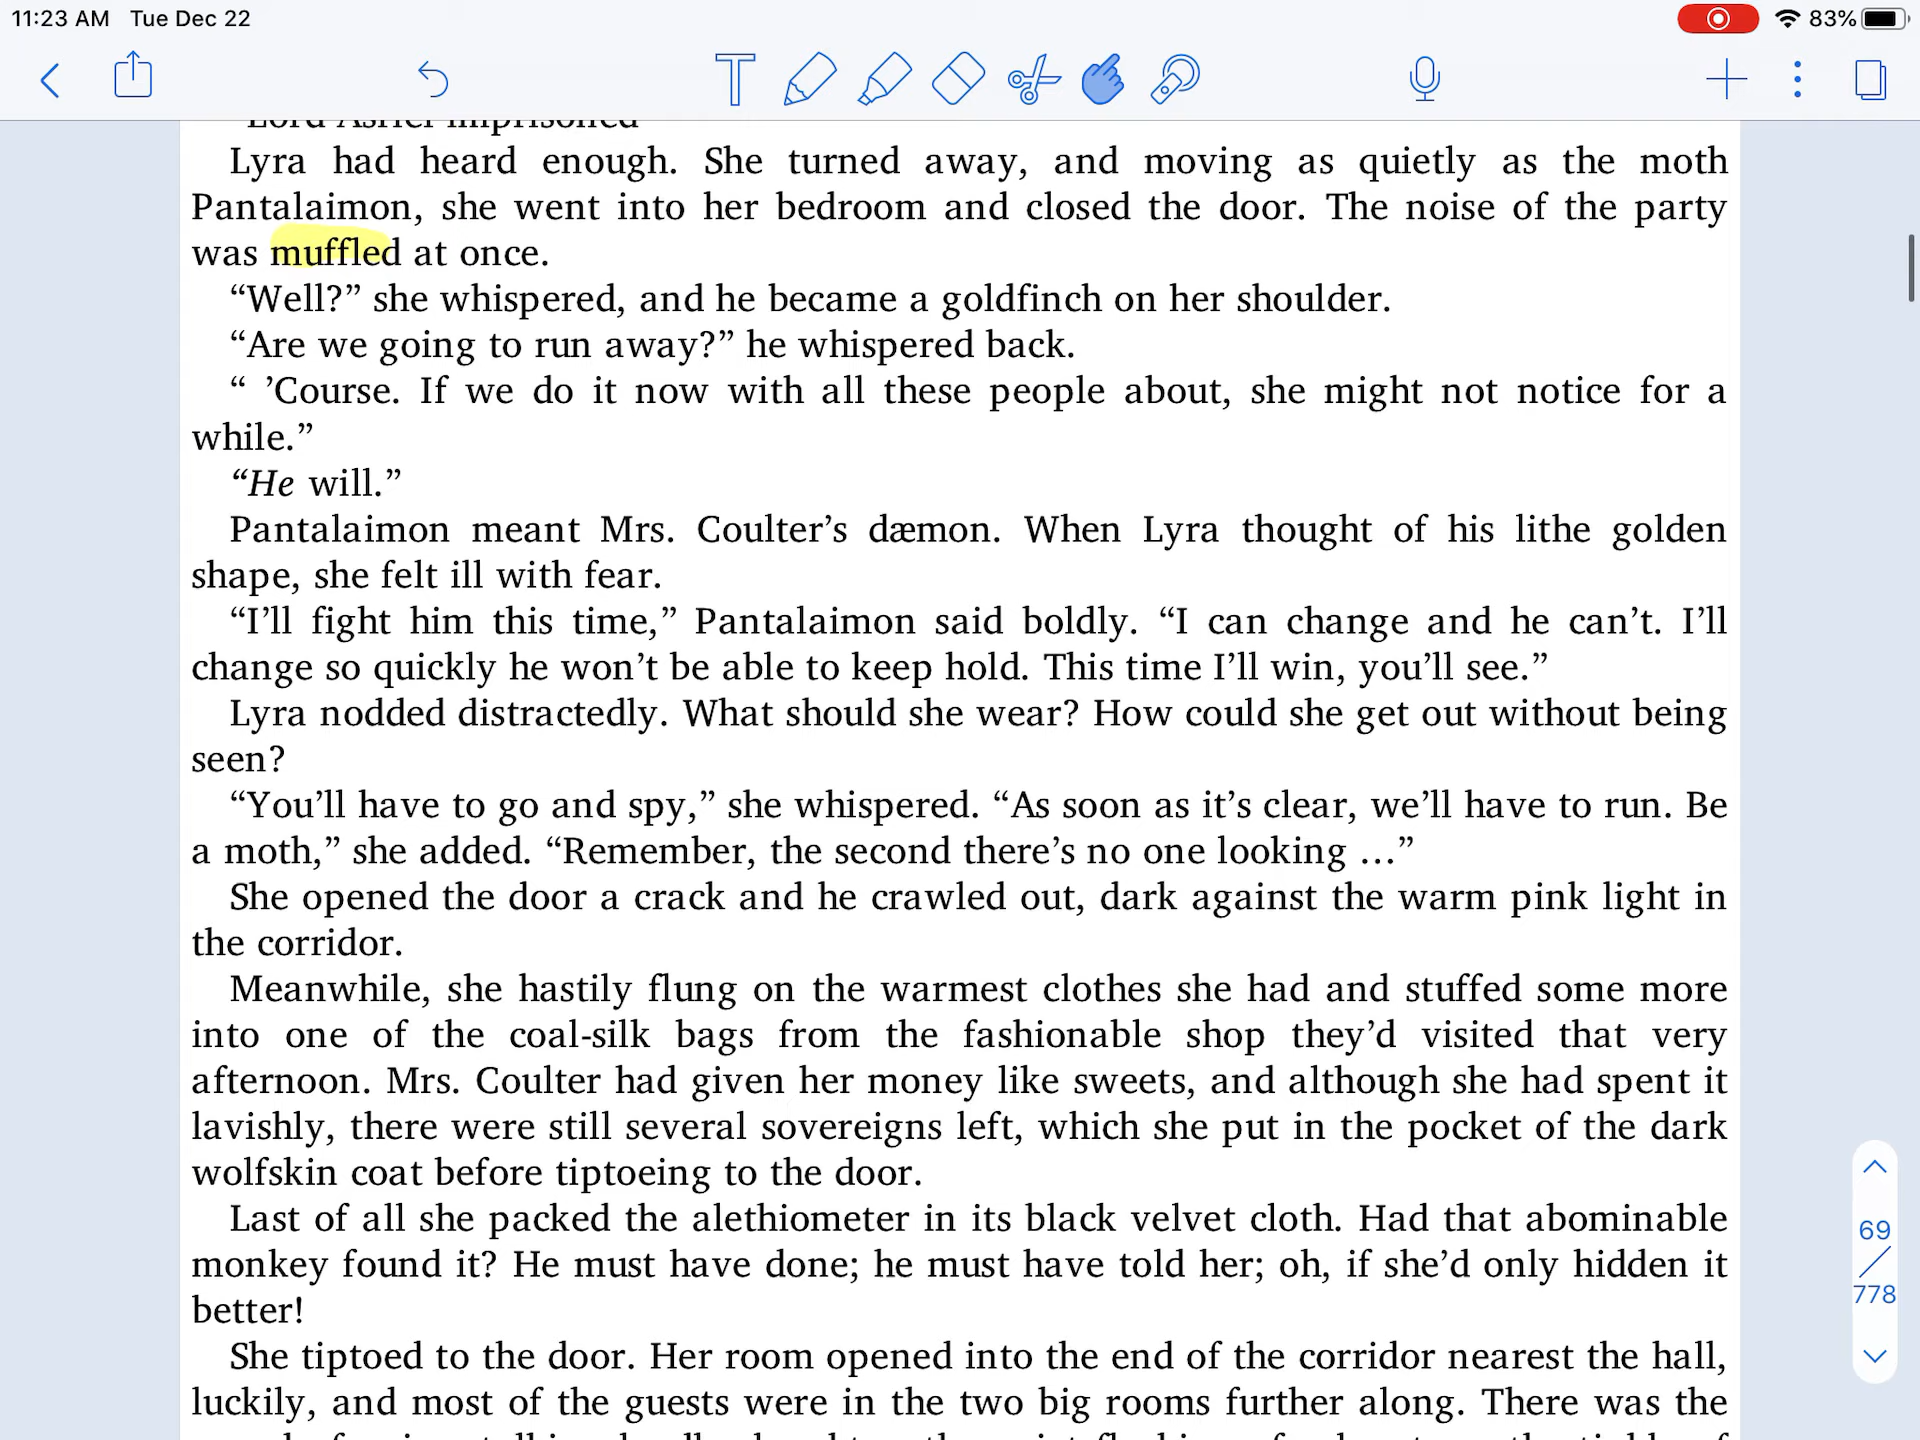 11:23 AM Tue Dec 22
83%
Lord Asriel imprisoned
Lyra had heard enough. She turned away, and moving as quietly as the moth
Pantalaimon, she went into her bedroom and closed the door. The noise of the party
was muffled at once.
“Well?” she whispered, and he became a goldfinch on her shoulder.
“Are we going to run away?” he whispered back.
“ ’Course. If we do it now with all these people about, she might not notice for a
while.”
“He will.”
Pantalaimon meant Mrs. Coulter’s dæmon. When Lyra thought of his lithe golden
shape, she felt ill with fear.
“I’ll fight him this time,” Pantalaimon said boldly. “I can change and he can’t. I’ll
change so quickly he won’t be able to keep hold. This time I’ll win, you’ll see.”
Lyra nodded distractedly. What should she wear? How could she get out without being
seen?
“You’ll have to go and spy,” she whispered. “As soon as it’s clear, we’ll have to run. Be
a moth,” she added. “Remember, the second there’s no one looking …”
She opened the door a crack and he crawled out, dark against the warm pink light in
the corridor.
Meanwhile, she hastily flung on the warmest clothes she had and stuffed some more
into one of the coal-silk bags from the fashionable shop they’d visited that very
afternoon. Mrs. Coulter had given her money like sweets, and although she had spent it
lavishly, there were still several sovereigns left, which she put in the pocket of the dark
wolfskin coat before tiptoeing to the door.
Last of all she packed the alethiometer in its black velvet cloth. Had that abominable
monkey found it? He must have done; he must have told her; oh, if she’d only hidden it
better!
She tiptoed to the door. Her room opened into the end of the corridor nearest the hall,
luckily, and most of the guests were in the two big rooms further along. There was the
69
/
778